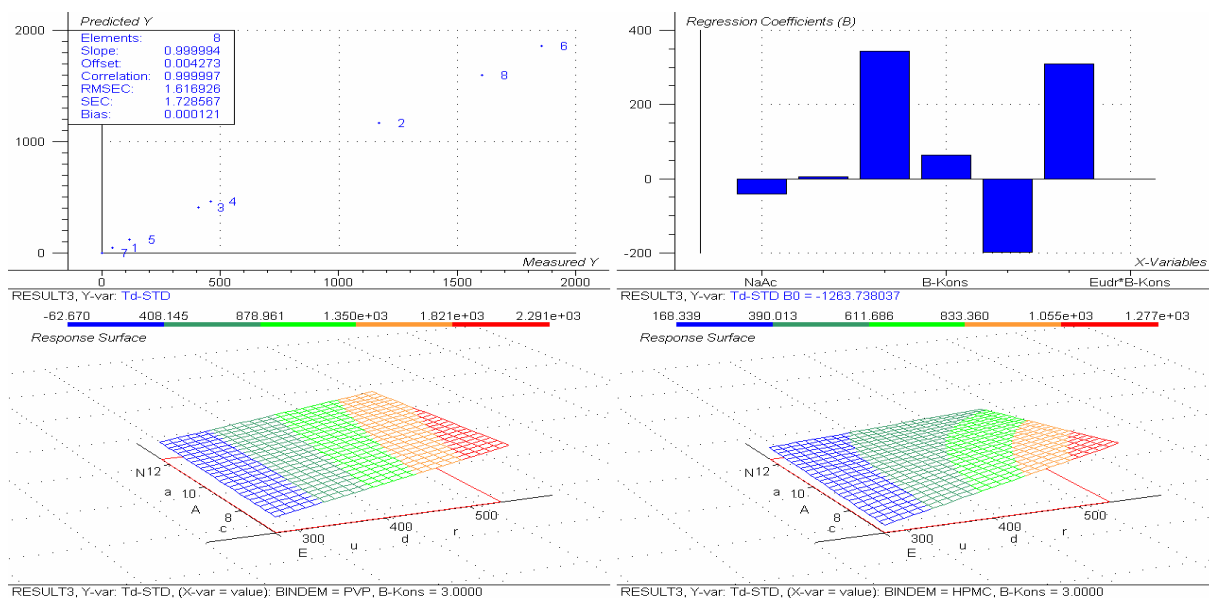 Predicted Y
2000
1000
0
Elements: 8
Slope: 0.999994
Offset: 0.004273
Correlation: 0.999997
RMSEC: 1.616926
SEC: 1.728567
Bias: 0.000121
6
8
2
4
3
5
1
7
Measured Y
0 500 1000 1500 2000
RESULT3, Y-var: Td-STD
Regression Coefficients (B)
400
200
0
-200
X-Variables
NaAc B-Kons Eudr*B-Kons
RESULT3, Y-var: Td-STD B0 = -1263.738037
-62.670 408.145 878.961 1.350e+03 1.821e+03 2.291e+03
Response Surface
N 12
a 10
A 8
c
300 400 500
E u d r
RESULT3, Y-var: Td-STD, (X-var = value): BINDEM = PVP, B-Kons = 3.0000
168.339 390.013 611.686 833.360 1.055e+03 1.277e+03
Response Surface
N 12
a 10
A 8
c
300 400 500
E u d r
RESULT3, Y-var: Td-STD, (X-var = value): BINDEM = HPMC, B-Kons = 3.0000